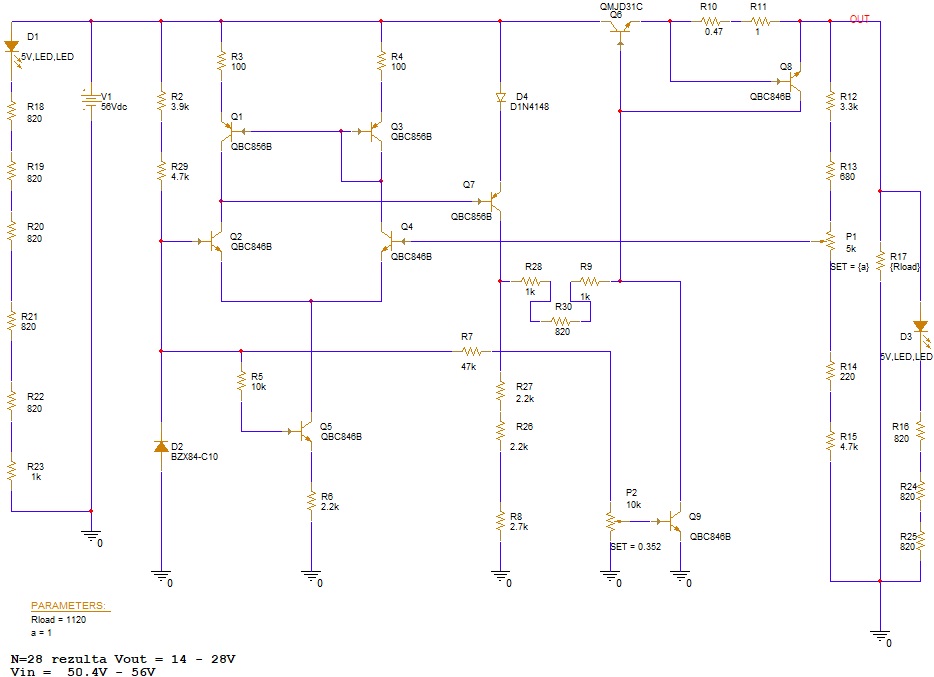 QMJD31C
Q6
R10
0.47
R11
1
OUT
D1
5V,LED,LED
V1
56Vdc
R3
100
R4
100
R2
3.9k
D4
D1N4148
Q8
QBC846B
R12
3.3k
R18
820
R19
820
R20
820
Q1
QBC856B
Q3
QBC856B
R29
4.7k
R13
680
Q7
QBC856B
Q2
QBC846B
Q4
QBC846B
P1
5k
SET = {a}
R17
{Rload}
R28
1k
R9
1k
R30
820
R21
820
R7
47k
D3
5V,LED,LED
R5
10k
R14
220
R27
2.2k
R22
820
Q5
QBC846B
R26
2.2k
R16
820
R15
4.7k
D2
BZX84-C10
R23
1k
R6
2.2k
R8
2.7k
P2
10k
SET = 0.352
Q9
QBC846B
R24
820
R25
820
0
0
0
0
0
0
0
PARAMETERS:
Rload = 1120
a = 1
N=28 rezulta Vout = 14 - 28V
Vin =  50.4V - 56V